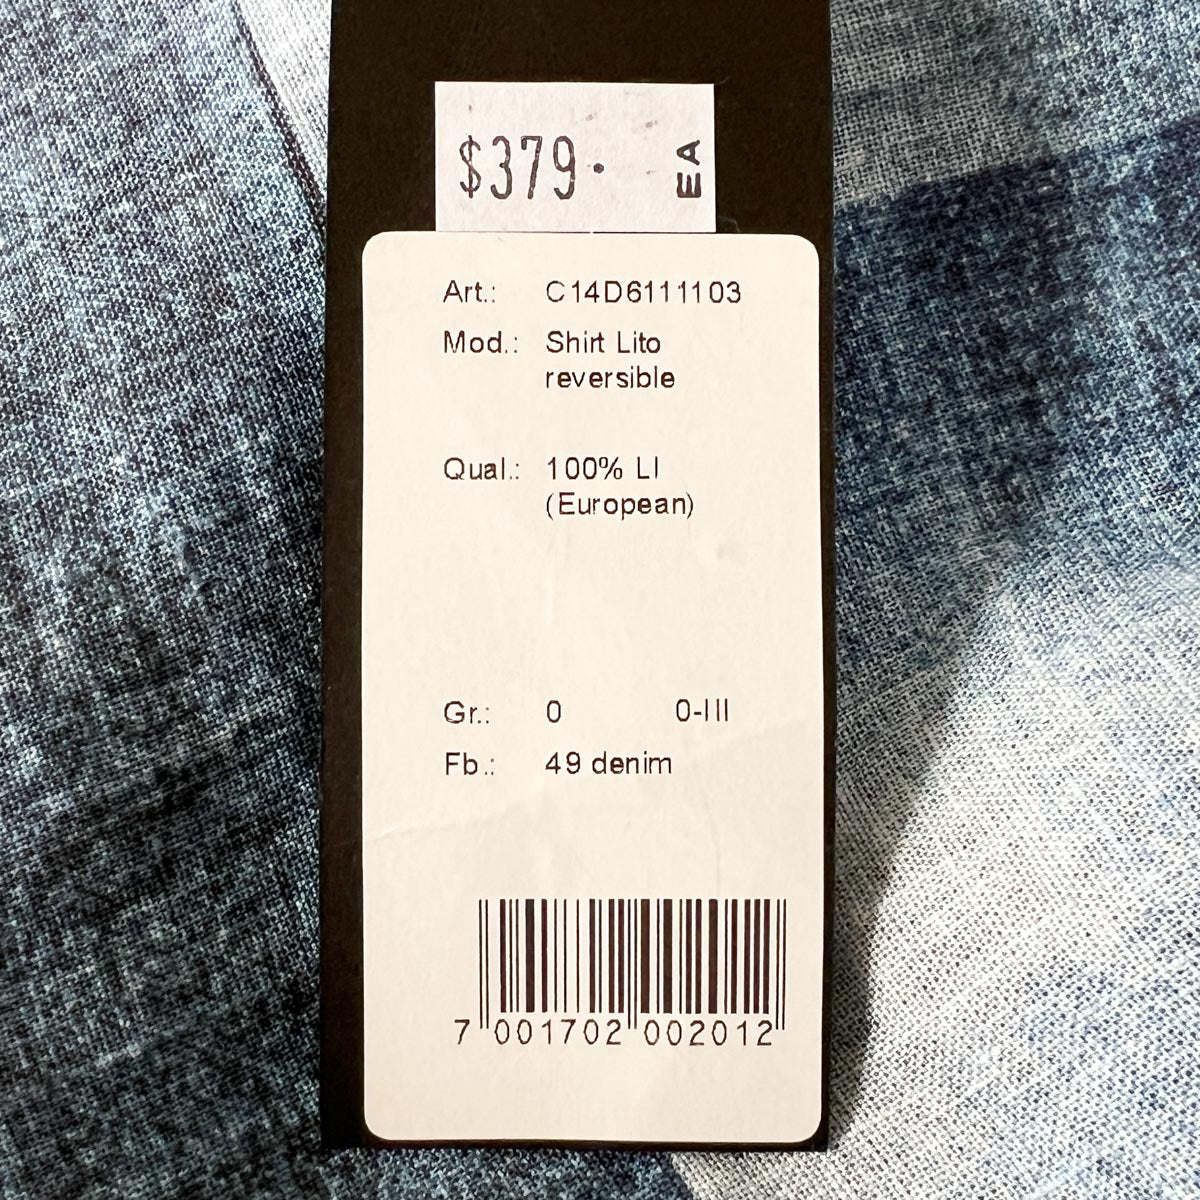 $379. EA
Art.: C14D6111103
Mod.: Shirt Lito
reversible
Qual.: 100% LI
(European)
Gr.: 0 0-III
Fb.: 49 denim
7 001702 002012